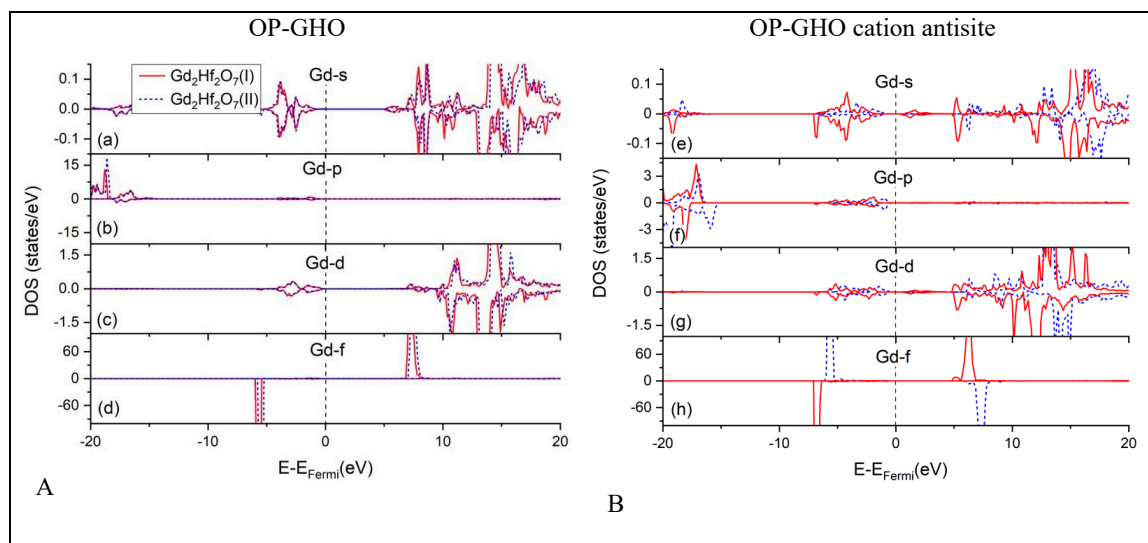 OP-GHO
OP-GHO cation antisite
Gd₂Hf₂O₇(I)
Gd₂Hf₂O₇(II)
Gd-s
0.1
0.0
-0.1
(a)
Gd-p
15
0
-15
(b)
Gd-d
1.5
0.0
-1.5
(c)
Gd-f
60
0
-60
(d)
DOS (states/eV)
-20 -10 0 10 20
E-E_Fermi(eV)
A
Gd-s
0.1
0.0
-0.1
(e)
Gd-p
3
0
-3
(f)
Gd-d
1.5
0.0
-1.5
(g)
Gd-f
60
0
-60
(h)
DOS (states/eV)
-20 -10 0 10 20
E-E_Fermi(eV)
B